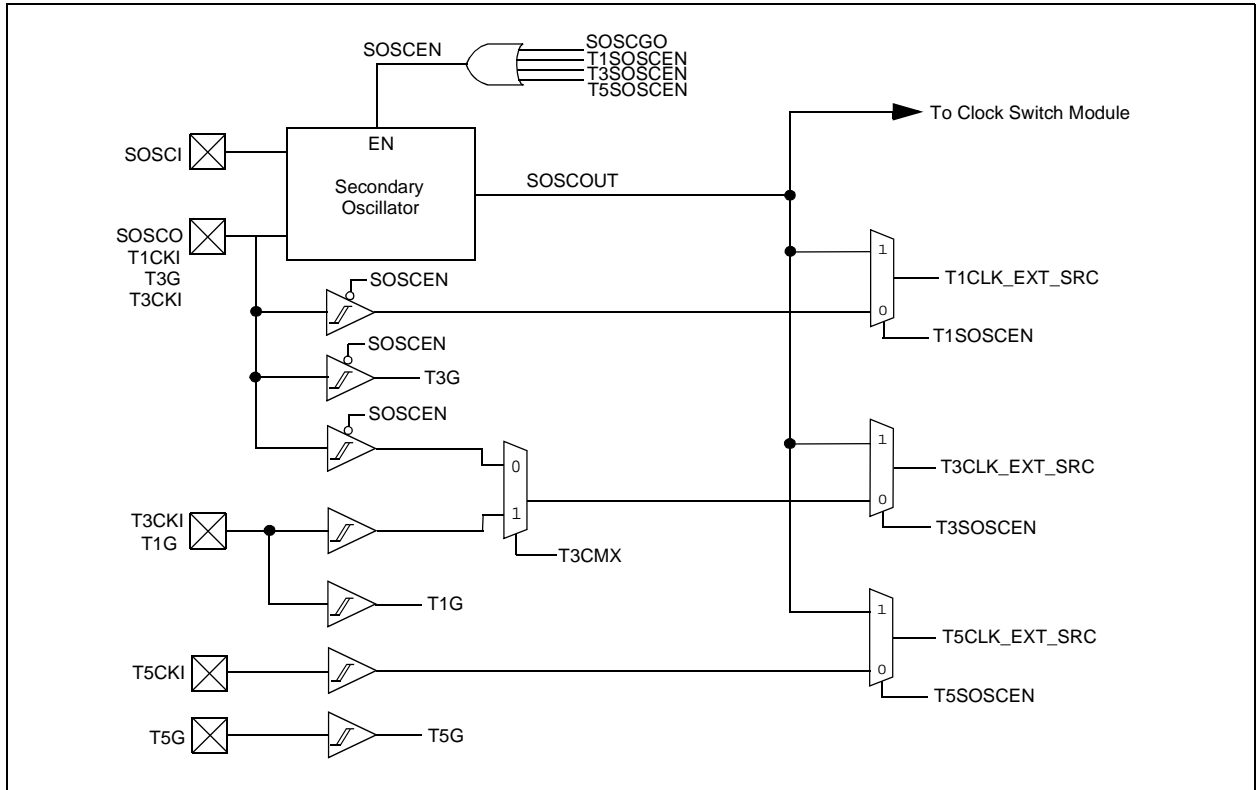 SOSCEN
SOSCGO
T1SOSCEN
T3SOSCEN
T5SOSCEN
To Clock Switch Module
SOSCI
EN
Secondary
Oscillator
SOSCOUT
SOSCO
T1CKI
T3G
T3CKI
SOSCEN
1
0
T1CLK_EXT_SRC
T1SOSCEN
SOSCEN
T3G
SOSCEN
0
1
T3CMX
1
0
T3CLK_EXT_SRC
T3SOSCEN
T3CKI
T1G
T1G
1
0
T5CLK_EXT_SRC
T5SOSCEN
T5CKI
T5G
T5G